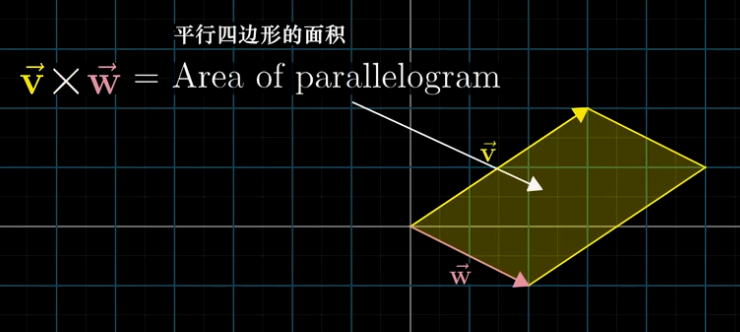 平行四边形的面积
v⃗ × w⃗ = Area of parallelogram
v⃗
w⃗